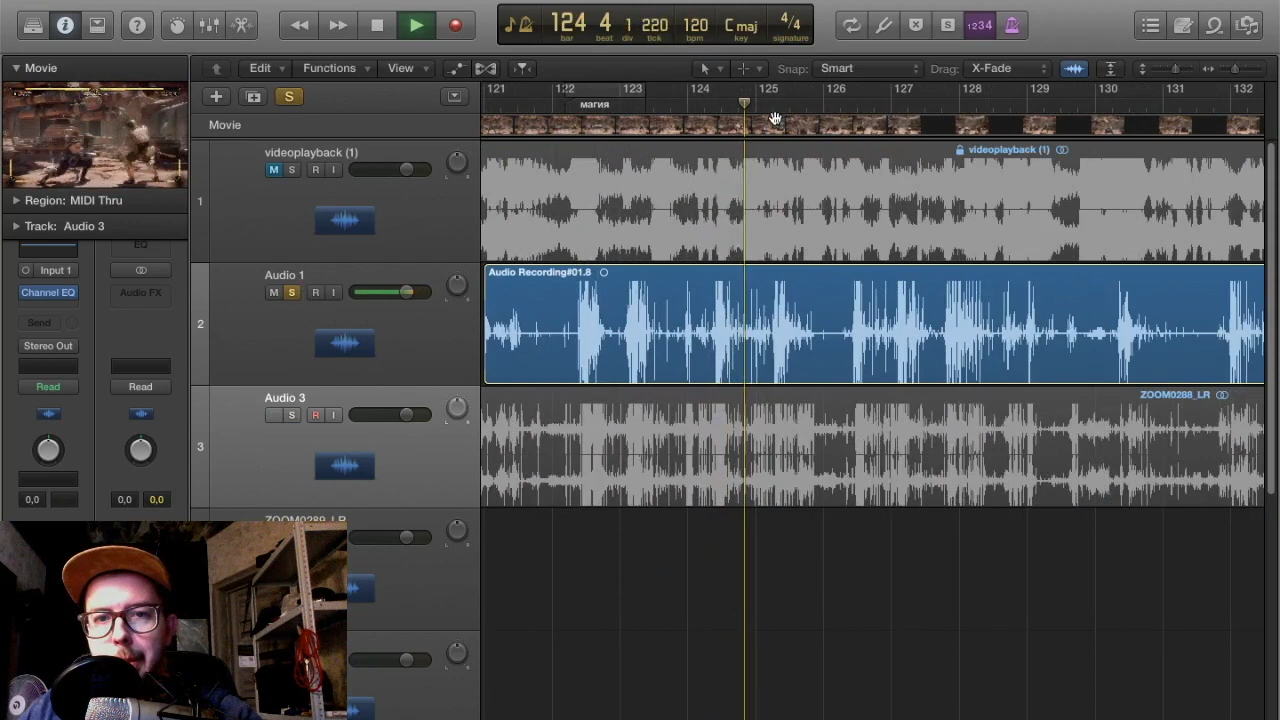 124 4 1 220 120 C maj 4/4
bar beat div tick bpm key signature
1234
Movie
Edit Functions View
Snap: Smart Drag: X-Fade
S
121 122 123 124 125 126 127 128 129 130 131 132
магия
Movie
videoplayback (1)
M S R I
1
videoplayback (1)
Region: MIDI Thru
Track: Audio 3
EQ
Input 1
Channel EQ Audio FX
Send
Stereo Out
Read Read
0,0 0,0 0,0
Audio 1
M S R I
2
Audio Recording#01.8
Audio 3
S R I
3
ZOOM0288_LR
ZOOM0289_LR